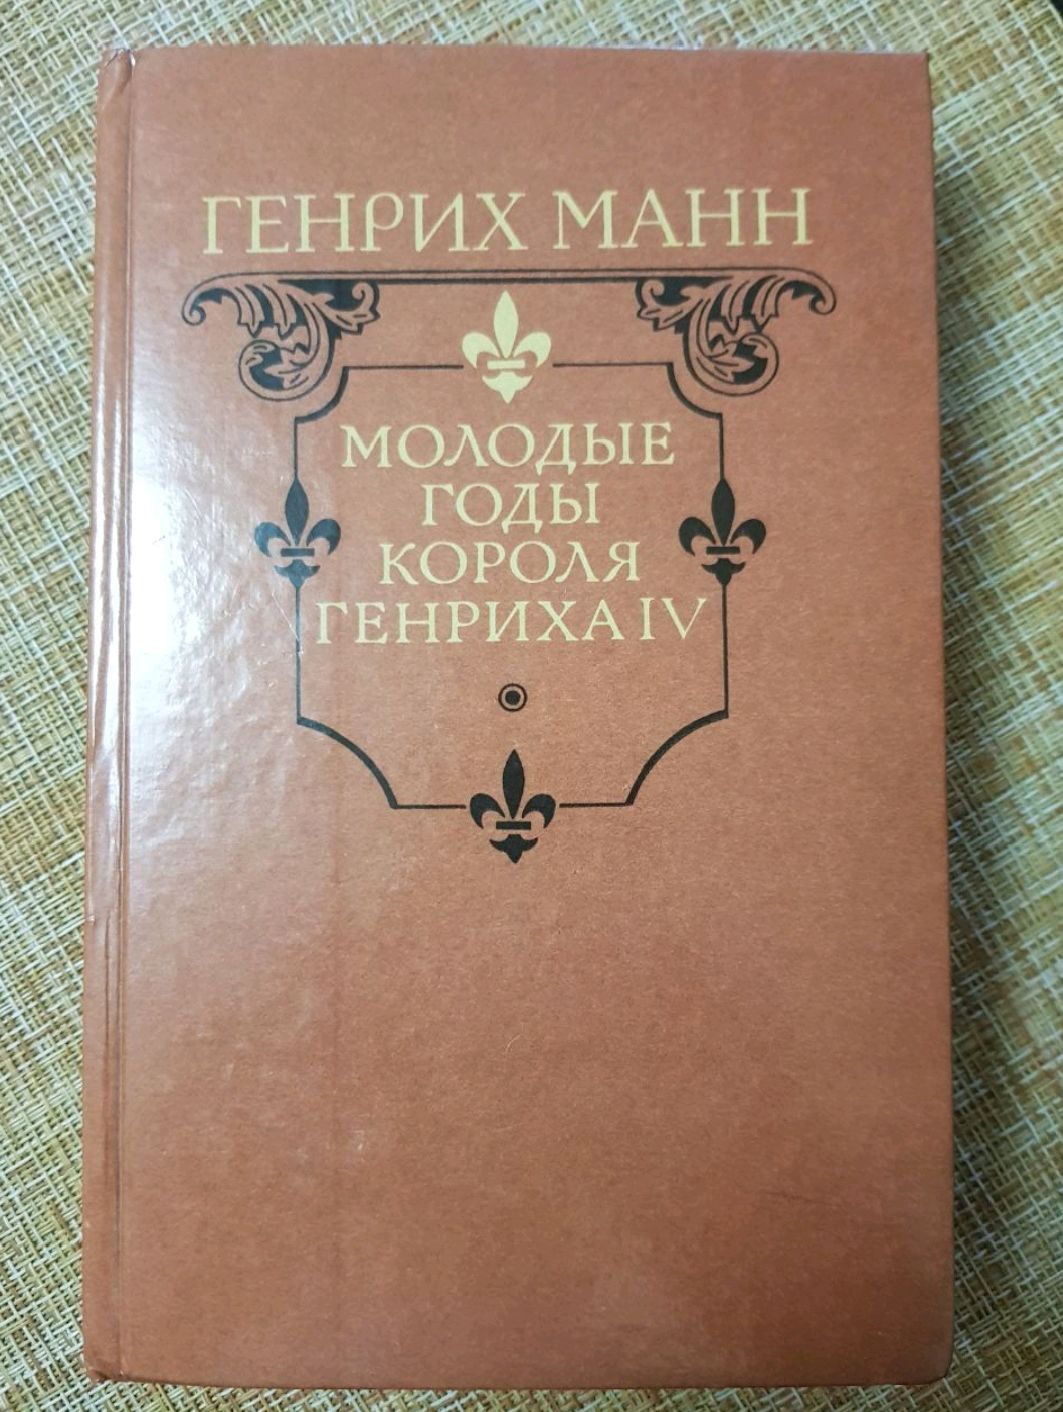 ГЕНРИХ МАНН
МОЛОДЫЕ
ГОДЫ
КОРОЛЯ
ГЕНРИХА IV